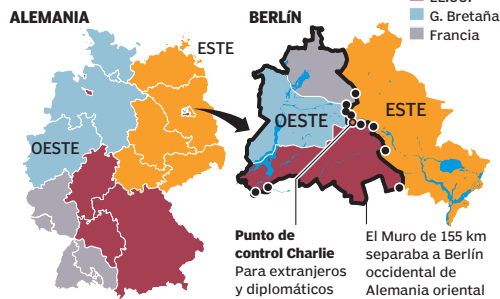 ALEMANIA
BERLÍN
G. Bretaña
Francia
ESTE
OESTE
OESTE
ESTE
Punto de
control Charlie
Para extranjeros
y diplomáticos
El Muro de 155 km
separaba a Berlín
occidental de
Alemania oriental